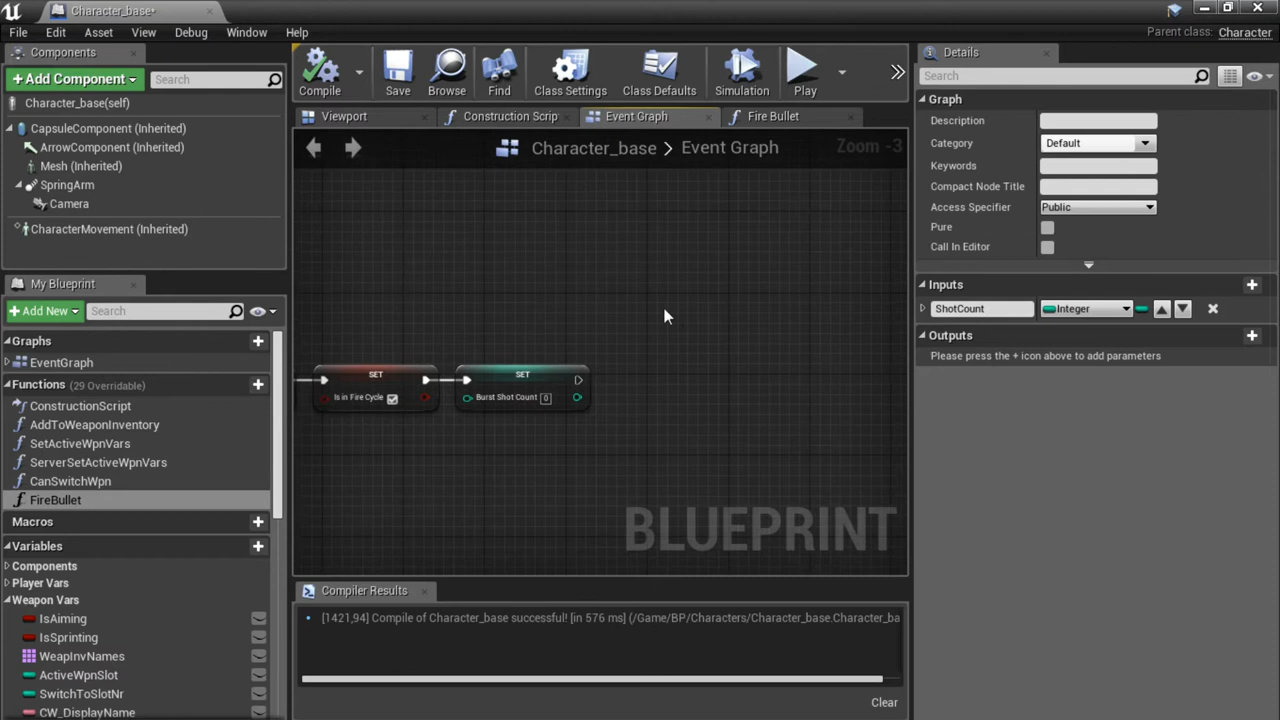 Character_base*
File Edit Asset View Debug Window Help
Parent class: Character
Components
+Add Component Search
Character_base(self)
CapsuleComponent (Inherited)
ArrowComponent (Inherited)
Mesh (Inherited)
SpringArm
Camera
CharacterMovement (Inherited)
My Blueprint
+Add New Search
Graphs
EventGraph
Functions (29 Overridable)
ConstructionScript
AddToWeaponInventory
SetActiveWpnVars
ServerSetActiveWpnVars
CanSwitchWpn
FireBullet
Macros
Variables
Components
Player Vars
Weapon Vars
IsAiming
IsSprinting
WeapInvNames
ActiveWpnSlot
SwitchToSlotNr
CW_DisplayName
Compile Save Browse Find Class Settings Class Defaults Simulation Play
Viewport Construction Scrip Event Graph Fire Bullet
Character_base > Event Graph
Zoom -3
SET
Is in Fire Cycle
SET
Burst Shot Count 0
BLUEPRINT
Compiler Results
[1421,94] Compile of Character_base successful! [in 576 ms] (/Game/BP/Characters/Character_base.Character_ba
Clear
Details
Search
Graph
Description
Category Default
Keywords
Compact Node Title
Access Specifier Public
Pure
Call In Editor
Inputs
ShotCount Integer
Outputs
Please press the + icon above to add parameters